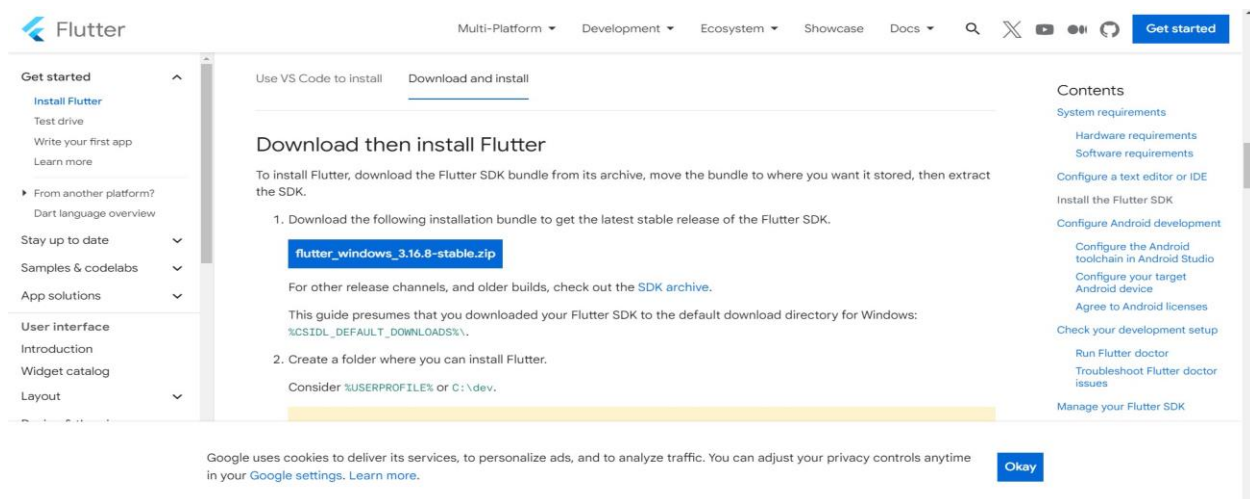 Flutter
Multi-Platform
Development
Ecosystem
Showcase
Docs
Get started
Get started
Install Flutter
Test drive
Write your first app
Learn more
From another platform?
Dart language overview
Stay up to date
Samples & codelabs
App solutions
User interface
Introduction
Widget catalog
Layout
Use VS Code to install
Download and install
Download then install Flutter
To install Flutter, download the Flutter SDK bundle from its archive, move the bundle to where you want it stored, then extract
the SDK.
1. Download the following installation bundle to get the latest stable release of the Flutter SDK.
flutter_windows_3.16.8-stable.zip
For other release channels, and older builds, check out the SDK archive.
This guide presumes that you downloaded your Flutter SDK to the default download directory for Windows:
%CSIDL_DEFAULT_DOWNLOADS%\.
2. Create a folder where you can install Flutter.
Consider %USERPROFILE% or C:\dev.
Contents
System requirements
Hardware requirements
Software requirements
Configure a text editor or IDE
Install the Flutter SDK
Configure Android development
Configure the Android
toolchain in Android Studio
Configure your target
Android device
Agree to Android licenses
Check your development setup
Run Flutter doctor
Troubleshoot Flutter doctor
issues
Manage your Flutter SDK
Google uses cookies to deliver its services, to personalize ads, and to analyze traffic. You can adjust your privacy controls anytime
in your Google settings. Learn more.
Okay